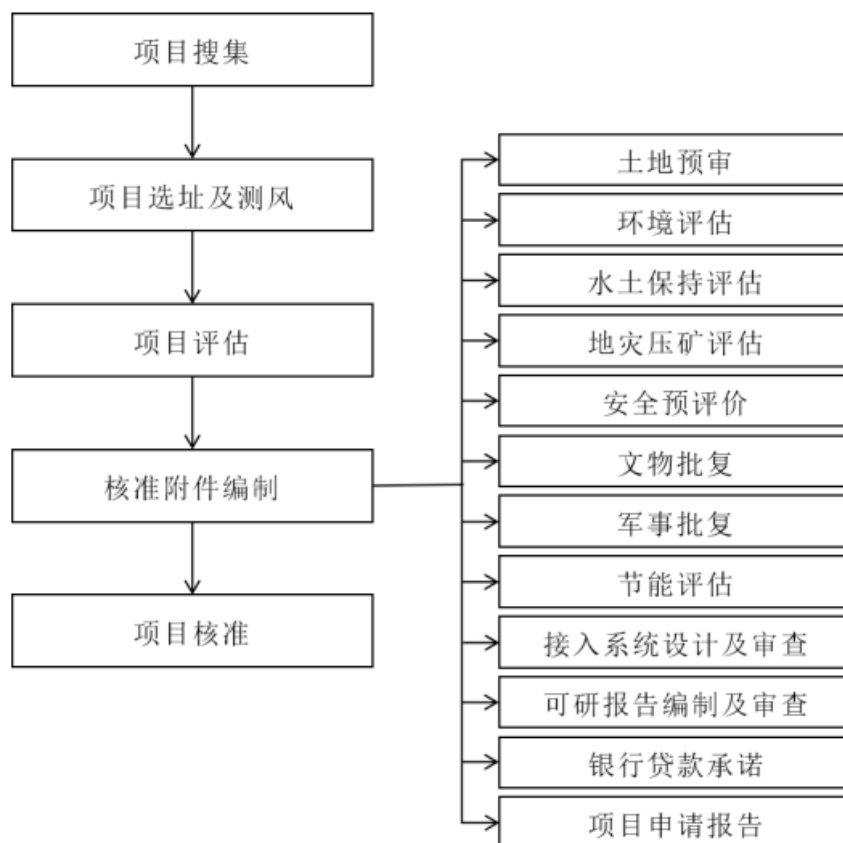 项目搜集
项目选址及测风
项目评估
核准附件编制
项目核准
土地预审
环境评估
水土保持评估
地灾压矿评估
安全预评价
文物批复
军事批复
节能评估
接入系统设计及审查
可研报告编制及审查
银行贷款承诺
项目申请报告